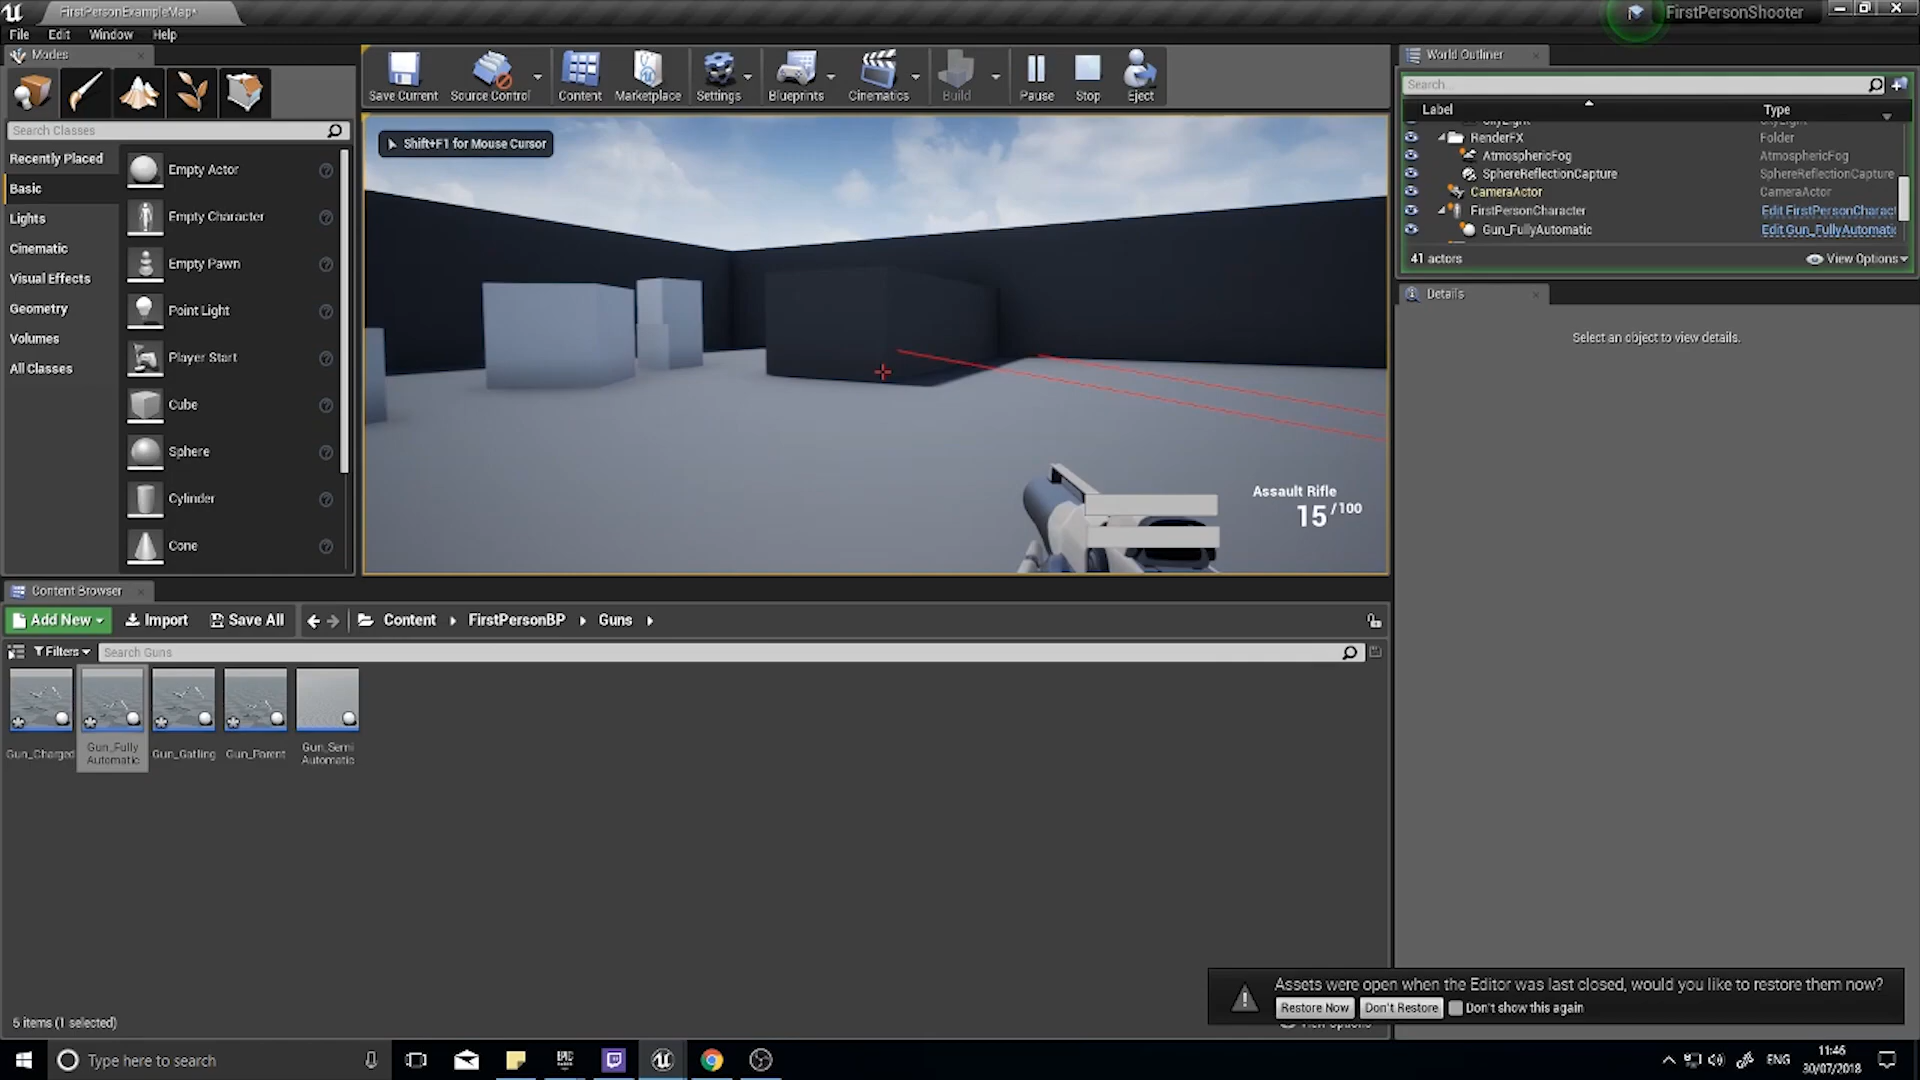 FirstPersonExampleMap*
FirstPersonShooter
File Edit Window Help
Modes
Search Classes
Recently Placed
Basic
Lights
Cinematic
Visual Effects
Geometry
Volumes
All Classes
Empty Actor
Empty Character
Empty Pawn
Point Light
Player Start
Cube
Sphere
Cylinder
Cone
Save Current
Source Control
Content
Marketplace
Settings
Blueprints
Cinematics
Build
Pause
Stop
Eject
Shift+F1 for Mouse Cursor
Assault Rifle
15 /100
World Outliner
Search...
Label Type
SkyLight SkyLight
RenderFX Folder
AtmosphericFog AtmosphericFog
SphereReflectionCapture SphereReflectionCapture
CameraActor CameraActor
FirstPersonCharacter Edit FirstPersonCharact
Gun_FullyAutomatic Edit Gun_FullyAutomatic
41 actors
View Options
Details
Select an object to view details.
Content Browser
Add New Import Save All Content FirstPersonBP Guns
Filters Search Guns
Gun_Charged
Gun_Fully
Automatic
Gun_Gatling
Gun_Parent
Gun_Semi
Automatic
5 items (1 selected)
View Options
Assets were open when the Editor was last closed, would you like to restore them now?
Restore Now Don't Restore Don't show this again
Type here to search
EPIC
ENG
11:46
30/07/2018